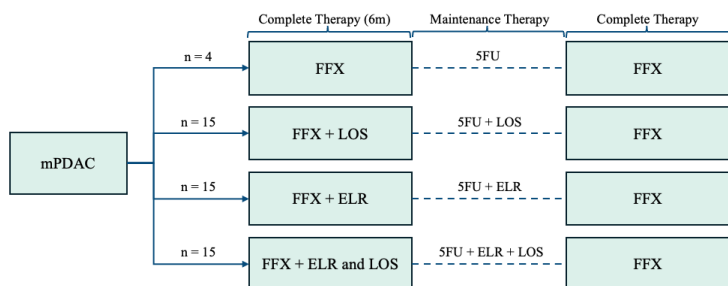 Complete Therapy (6m) Maintenance Therapy Complete Therapy
n = 4 FFX 5FU FFX
n = 15 FFX + LOS 5FU + LOS FFX
mPDAC
n = 15 FFX + ELR 5FU + ELR FFX
n = 15 FFX + ELR and LOS 5FU + ELR + LOS FFX